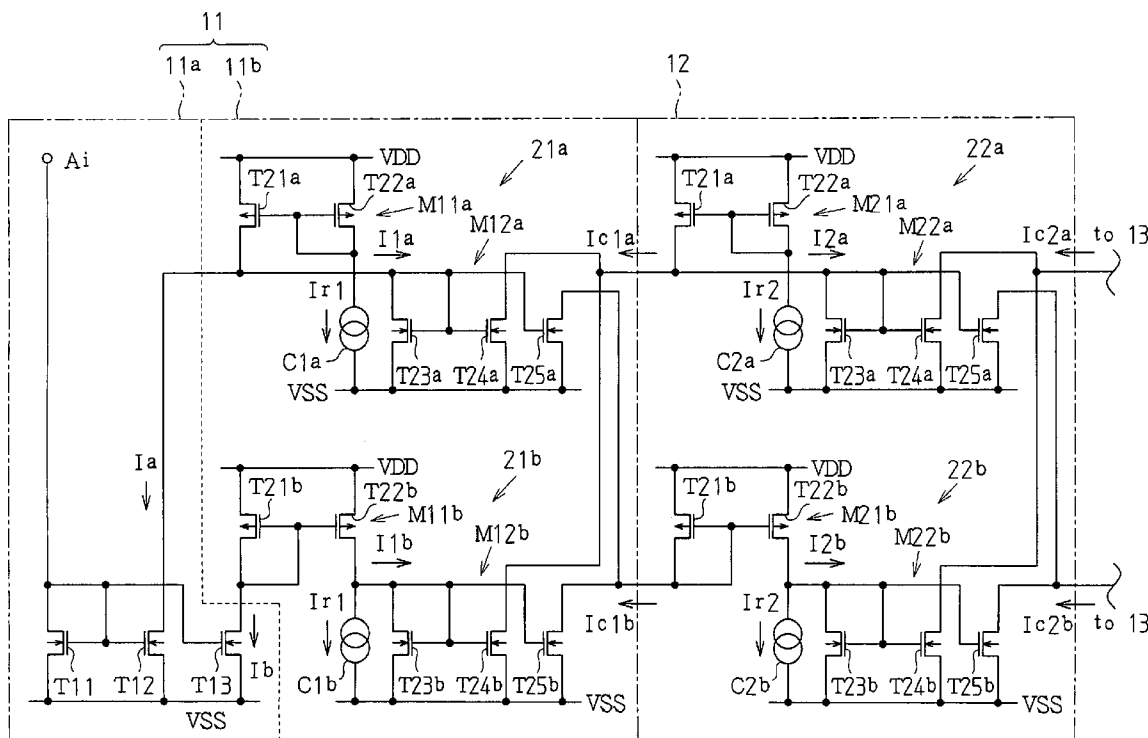 11
11a 11b 12
Ai
VDD 21a VDD 22a
T21a T22a T21a T22a
M11a M21a
I1a M12a Ic1a I2a M22a Ic2a to 13
Ir1 Ir2
C1a T23a T24a T25a C2a T23a T24a T25a
VSS VSS
Ia
VDD 21b VDD 22b
T21b T22b T21b T22b
M11b M21b
I1b M12b I2b M22b
Ir1 Ic1b Ir2 Ic2b to 13
T11 T12 T13 Ib C1b T23b T24b T25b C2b T23b T24b T25b
VSS VSS VSS